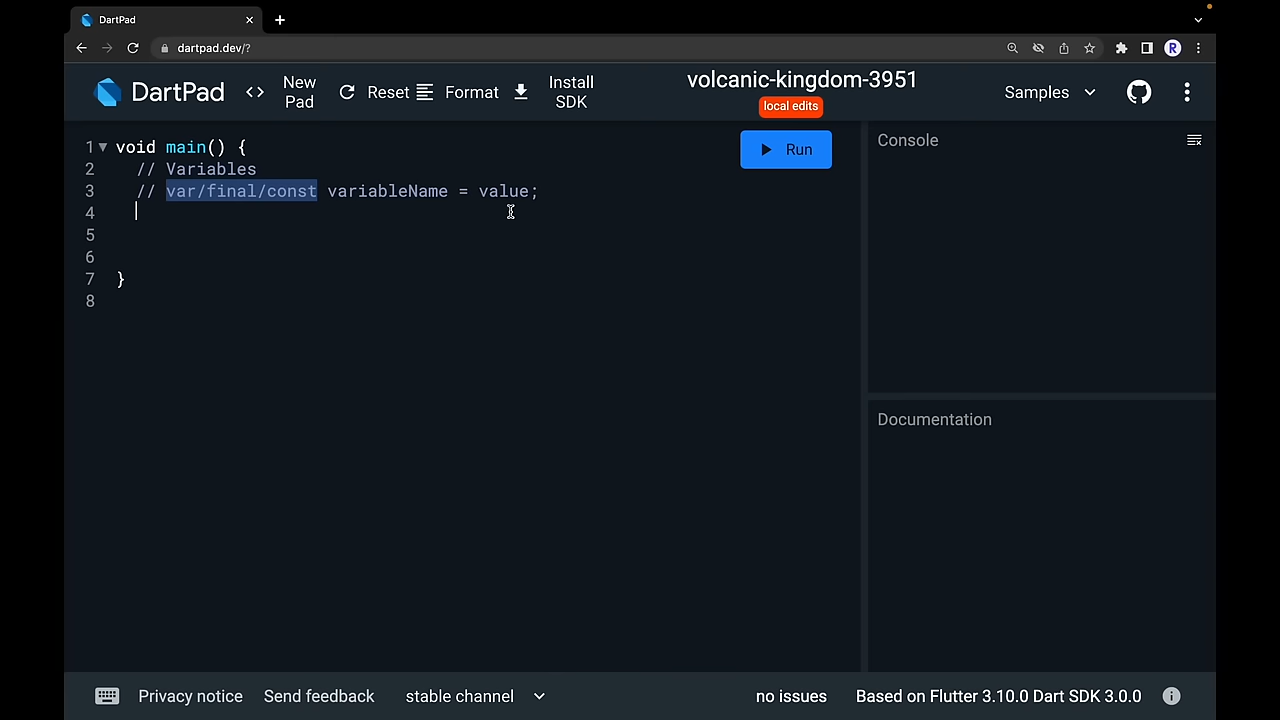 DartPad
dartpad.dev/?
R
DartPad
<>
New Pad
Reset
Format
Install SDK
volcanic-kingdom-3951
local edits
Samples
1 void main() {
2 // Variables
3 // var/final/const variableName = value;
4
5
6
7 }
8
Run
Console
Documentation
Privacy notice
Send feedback
stable channel
no issues
Based on Flutter 3.10.0 Dart SDK 3.0.0